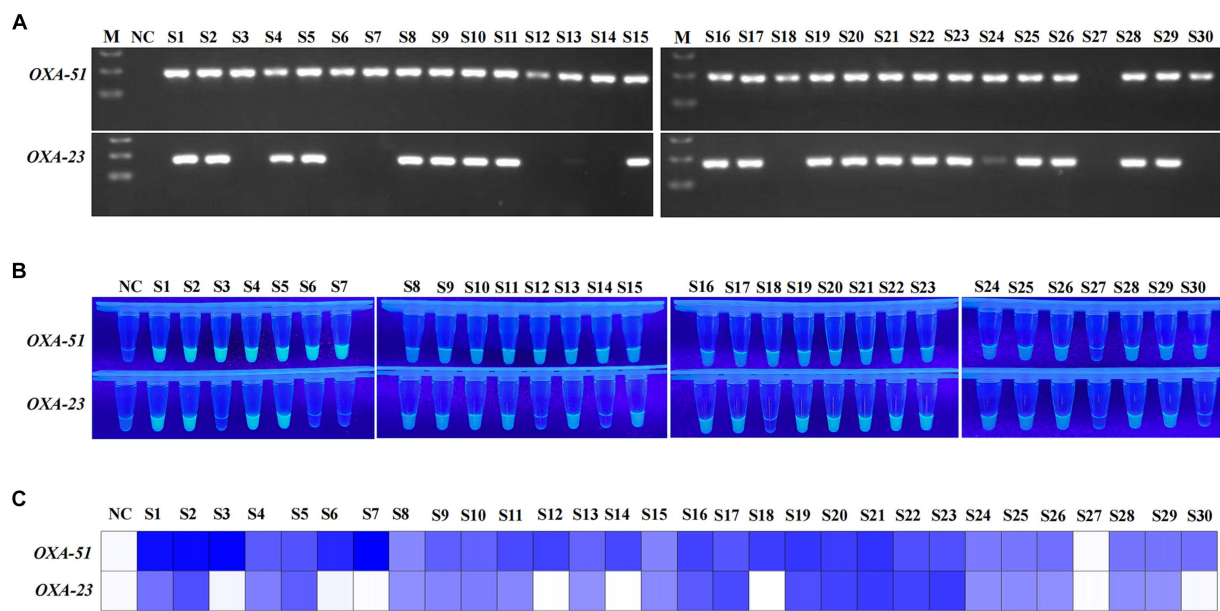 A
M NC S1 S2 S3 S4 S5 S6 S7 S8 S9 S10 S11 S12 S13 S14 S15 M S16 S17 S18 S19 S20 S21 S22 S23 S24 S25 S26 S27 S28 S29 S30
OXA-51
OXA-23
B
NC S1 S2 S3 S4 S5 S6 S7 S8 S9 S10 S11 S12 S13 S14 S15 S16 S17 S18 S19 S20 S21 S22 S23 S24 S25 S26 S27 S28 S29 S30
OXA-51
OXA-23
C
NC S1 S2 S3 S4 S5 S6 S7 S8 S9 S10 S11 S12 S13 S14 S15 S16 S17 S18 S19 S20 S21 S22 S23 S24 S25 S26 S27 S28 S29 S30
OXA-51
OXA-23